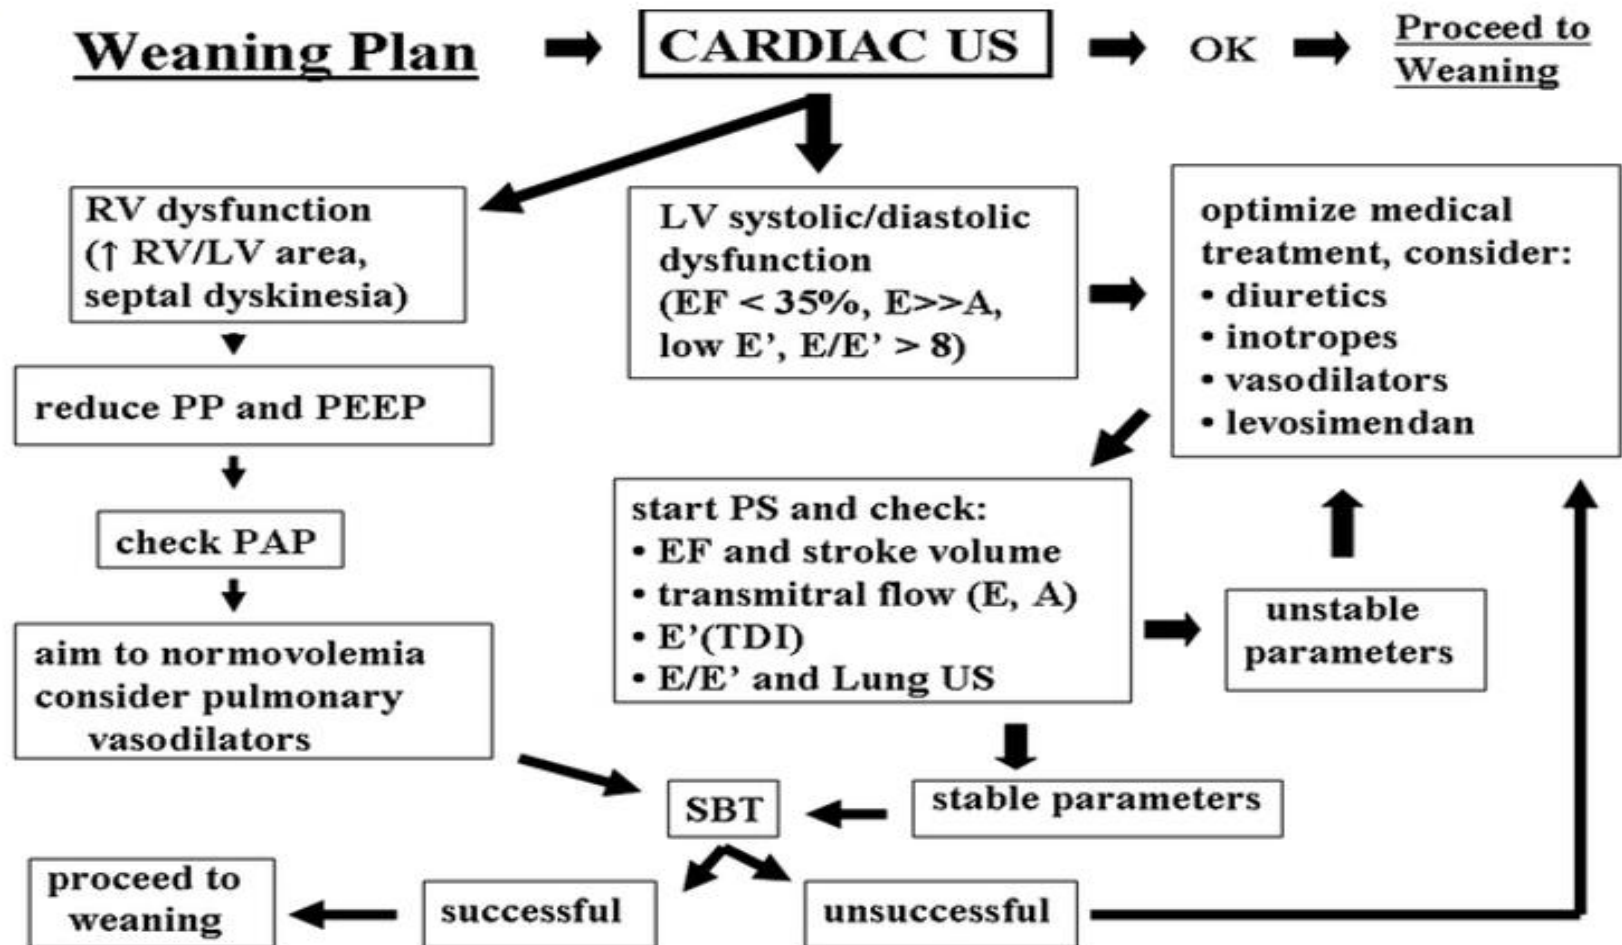 Weaning Plan
CARDIAC US
OK
Proceed to
Weaning
RV dysfunction
(↑ RV/LV area,
septal dyskinesia)
LV systolic/diastolic
dysfunction
(EF < 35%, E>>A,
low E’, E/E’ > 8)
optimize medical
treatment, consider:
• diuretics
• inotropes
• vasodilators
• levosimendan
reduce PP and PEEP
check PAP
aim to normovolemia
consider pulmonary
vasodilators
start PS and check:
• EF and stroke volume
• transmitral flow (E, A)
• E’(TDI)
• E/E’ and Lung US
unstable
parameters
stable parameters
SBT
successful
unsuccessful
proceed to
weaning